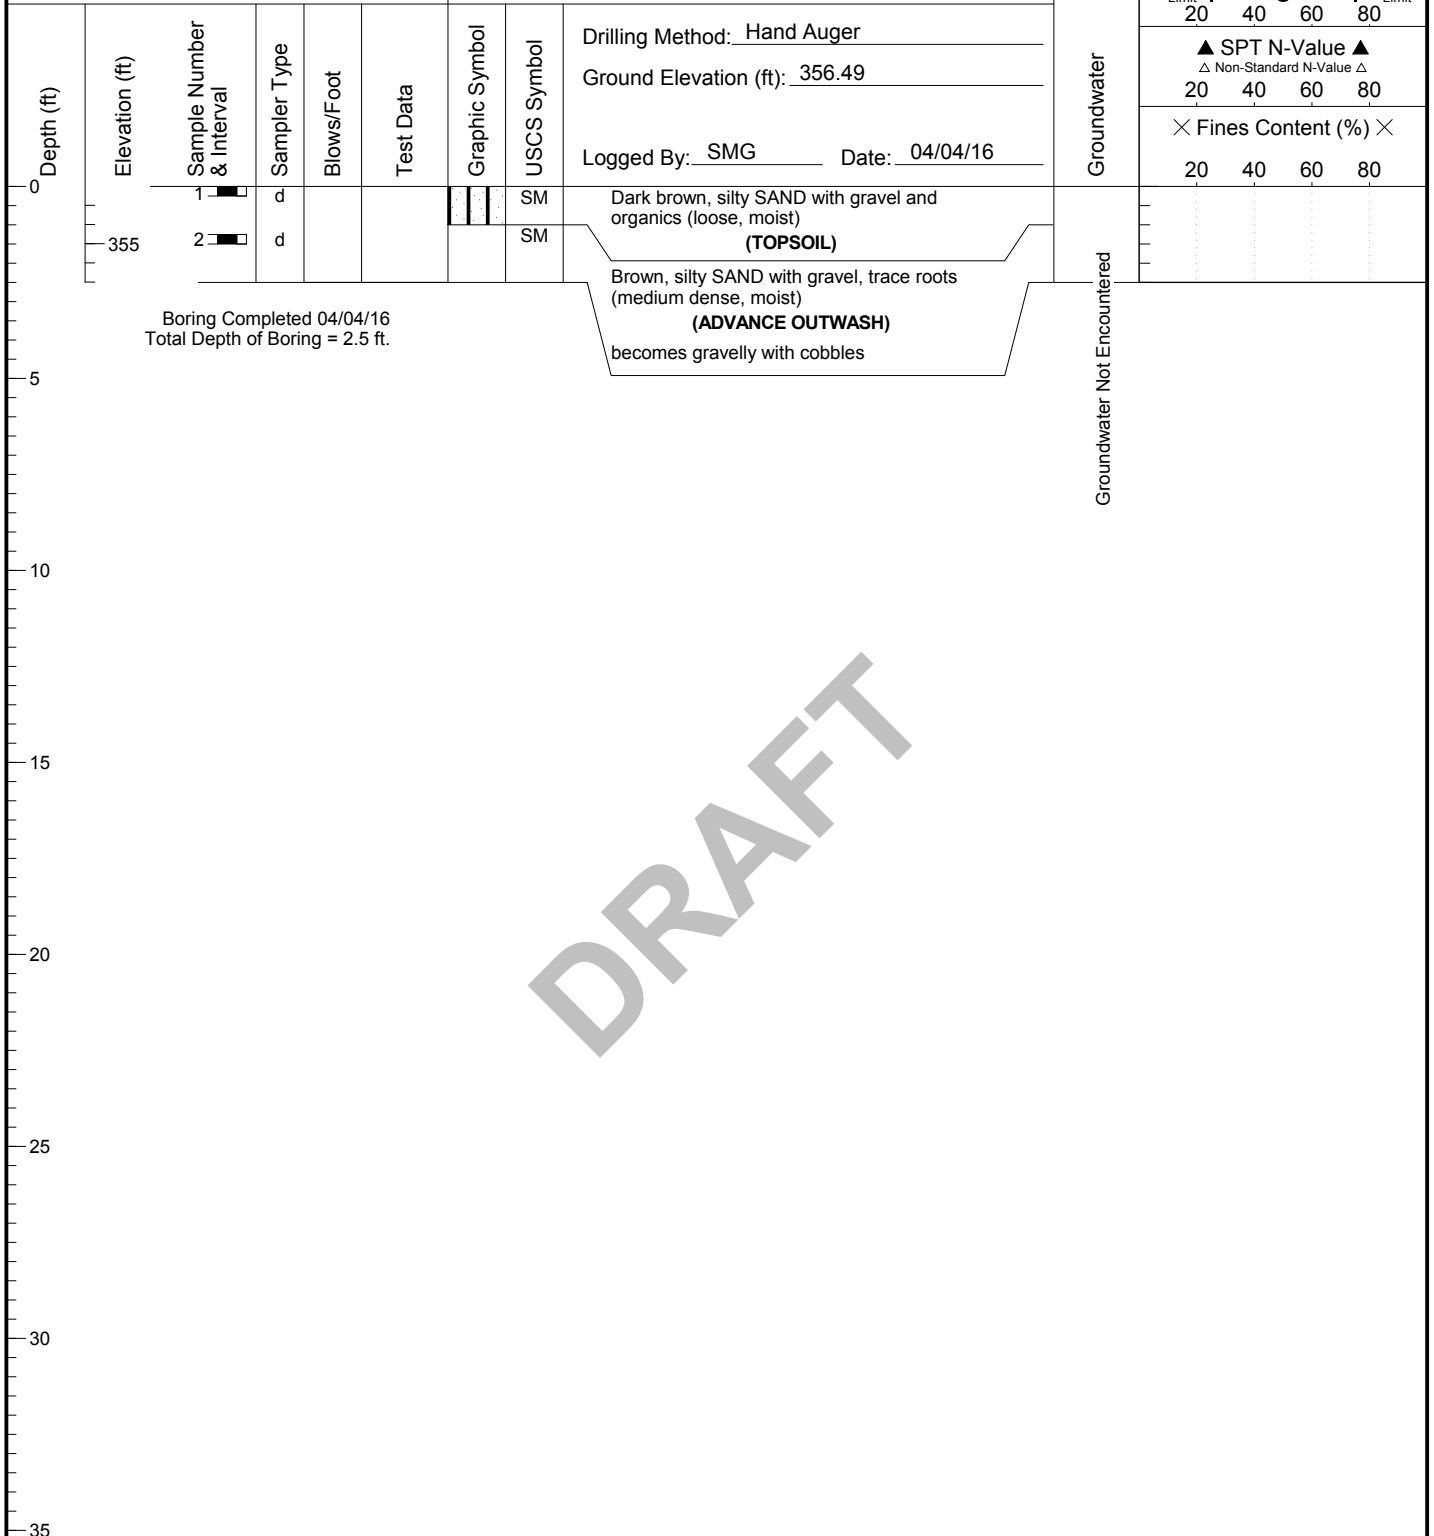 Limit
Limit
20 40 60 80
Drilling Method: Hand Auger
▲ SPT N-Value ▲
△ Non-Standard N-Value △
Ground Elevation (ft): 356.49
20 40 60 80
Depth (ft)
Elevation (ft)
Sample Number
& Interval
Sampler Type
Blows/Foot
Test Data
Graphic Symbol
USCS Symbol
Groundwater
× Fines Content (%) ×
Logged By: SMG Date: 04/04/16
20 40 60 80
0
1 d SM Dark brown, silty SAND with gravel and
organics (loose, moist)
355 2 d SM (TOPSOIL)
Brown, silty SAND with gravel, trace roots
(medium dense, moist)
(ADVANCE OUTWASH)
becomes gravelly with cobbles
Boring Completed 04/04/16
Total Depth of Boring = 2.5 ft.
Groundwater Not Encountered
5
10
15
20
25
30
35
DRAFT